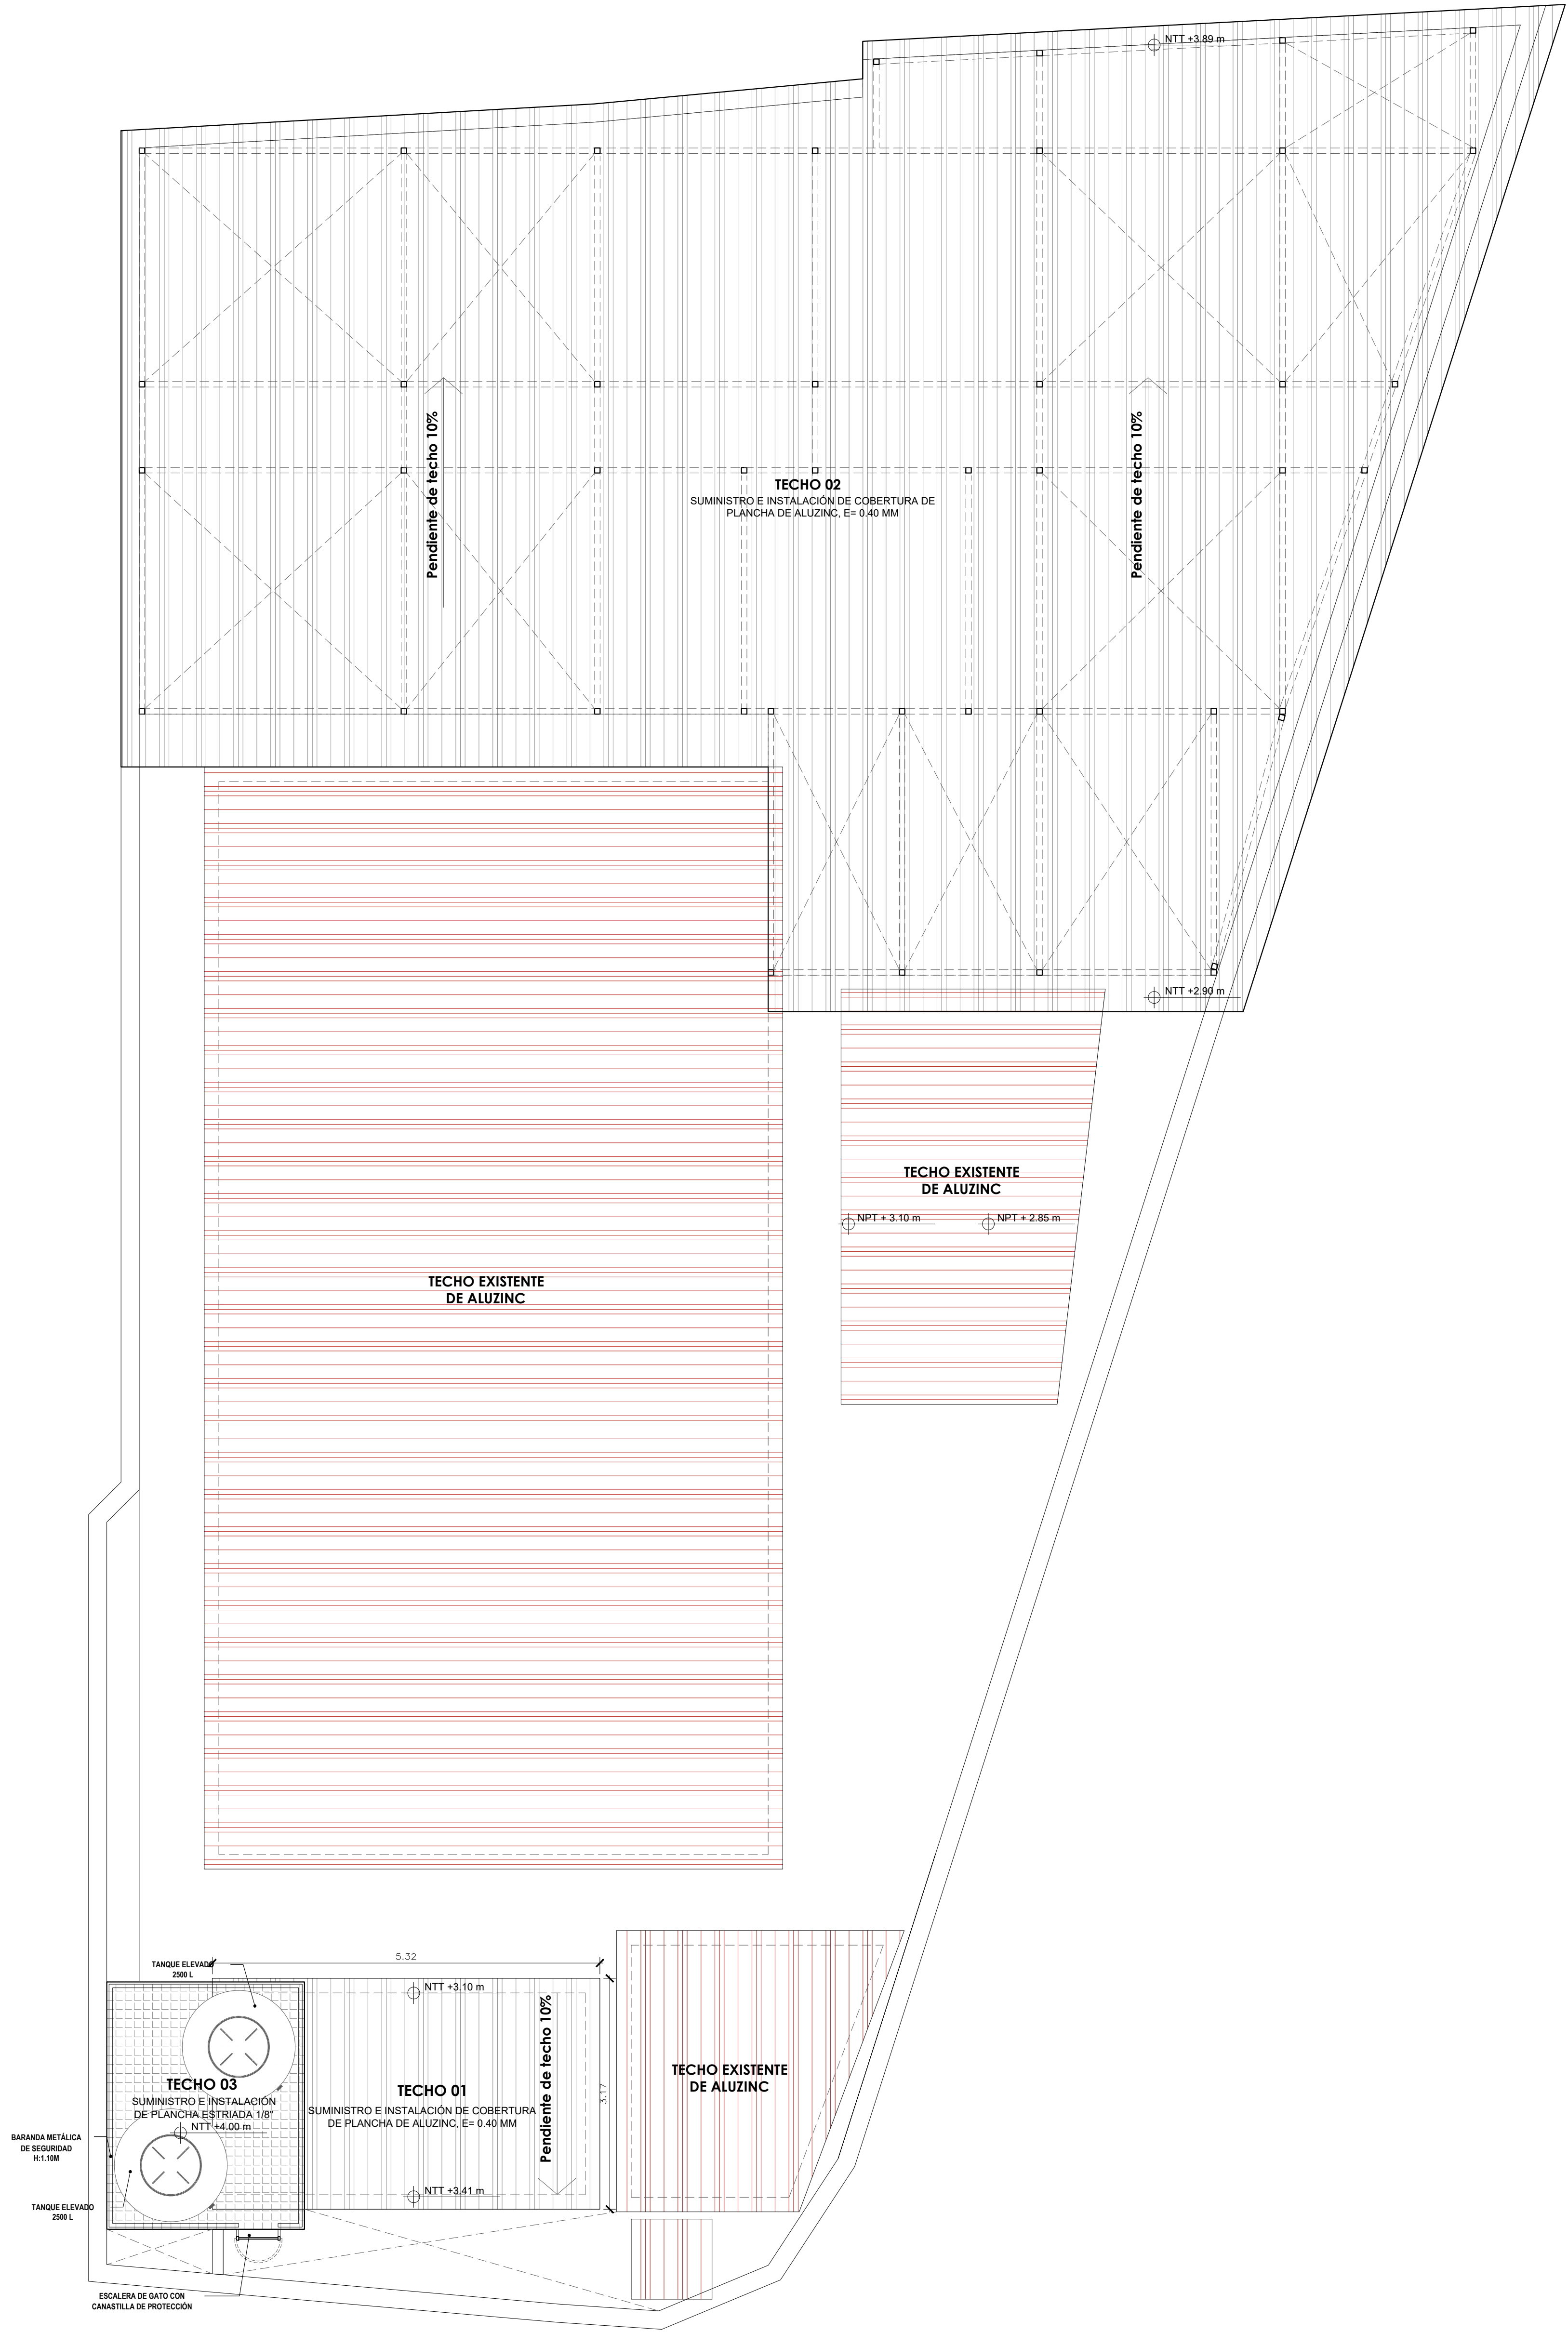 NTT +3.89 m
Pendiente de techo 10%
Pendiente de techo 10%
TECHO 02
SUMINISTRO E INSTALACIÓN DE COBERTURA DE
PLANCHA DE ALUZINC, E= 0.40 MM
NTT +2.90 m
TECHO EXISTENTE
DE ALUZINC
NPT + 3.10 m
NPT + 2.85 m
TECHO EXISTENTE
DE ALUZINC
5.32
TANQUE ELEVADO
2500 L
NTT +3.10 m
Pendiente de techo 10%
3.17
TECHO EXISTENTE
DE ALUZINC
TECHO 03
SUMINISTRO E INSTALACIÓN
DE PLANCHA ESTRIADA 1/8"
NTT +4.00 m
TECHO 01
SUMINISTRO E INSTALACIÓN DE COBERTURA
DE PLANCHA DE ALUZINC, E= 0.40 MM
BARANDA METÁLICA
DE SEGURIDAD
H:1.10M
NTT +3.41 m
TANQUE ELEVADO
2500 L
ESCALERA DE GATO CON
CANASTILLA DE PROTECCIÓN